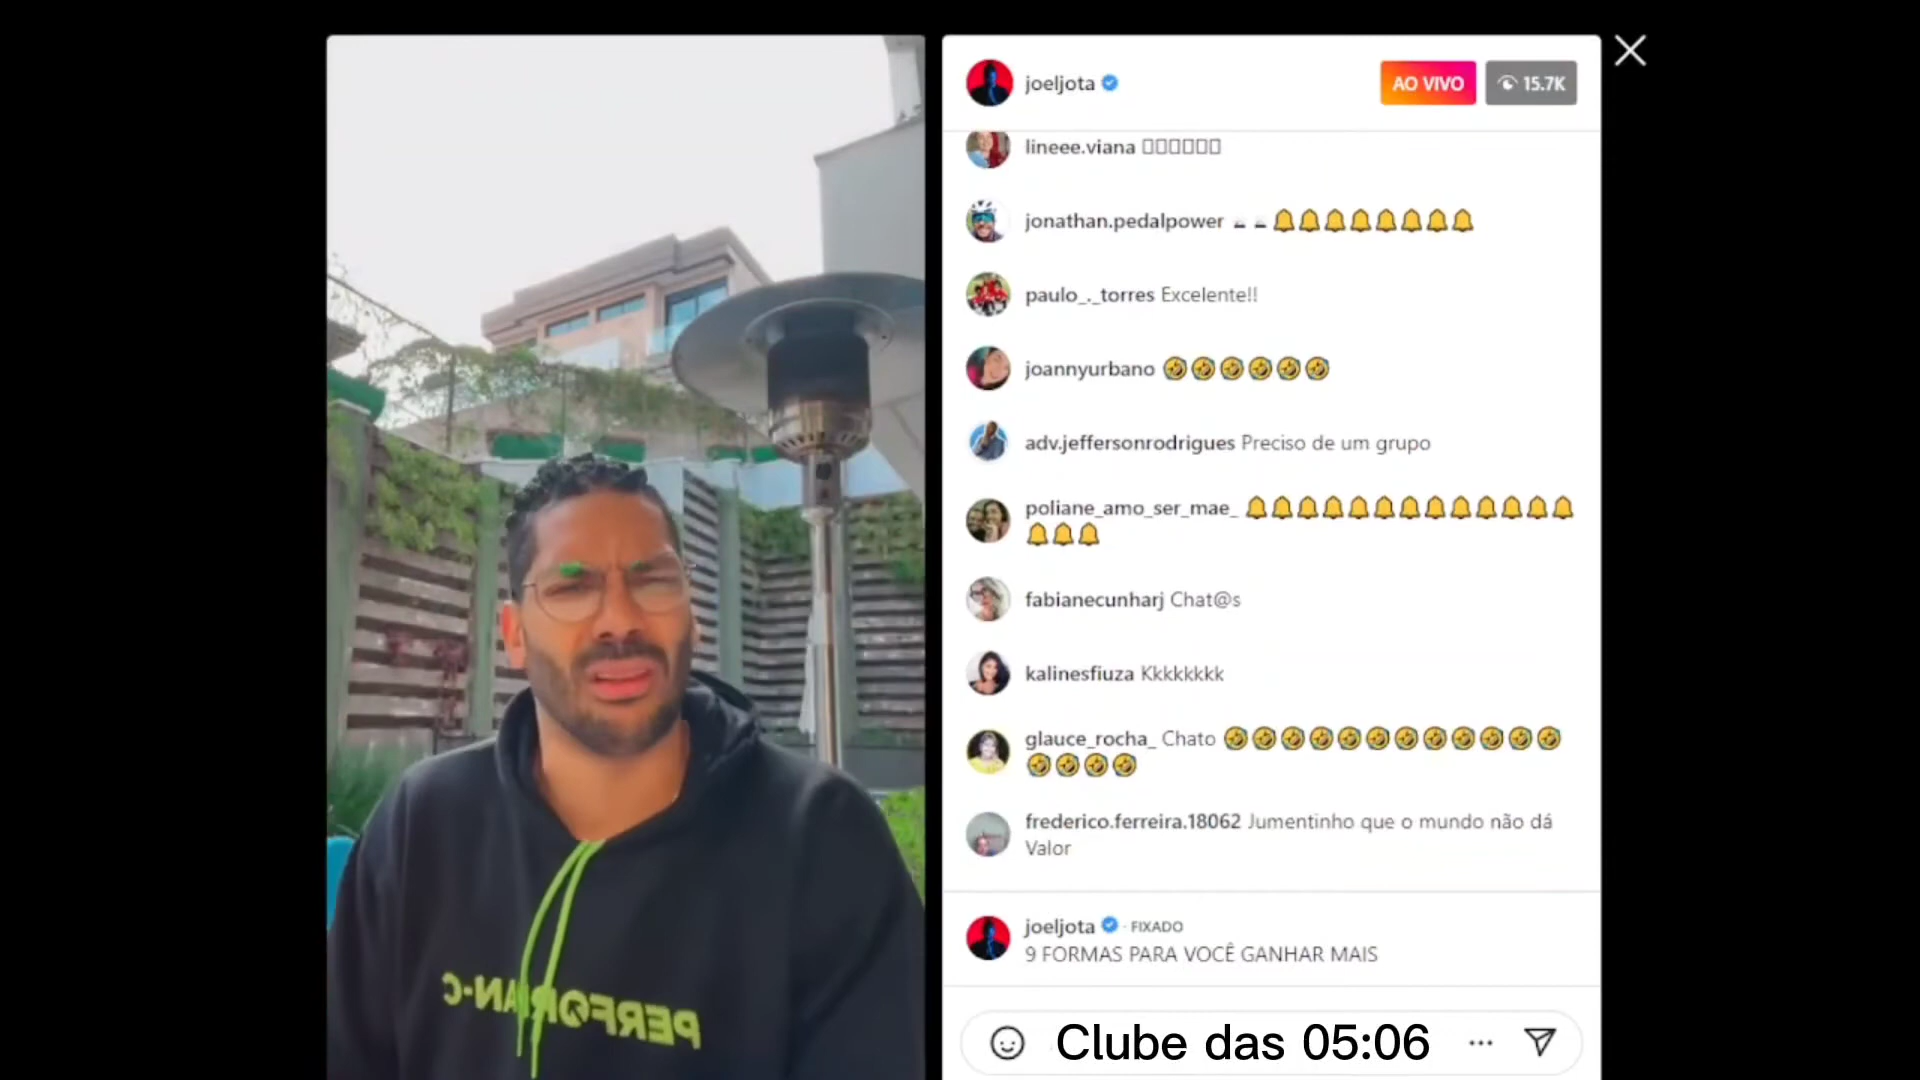 joeljota
AO VIVO
15.7K
lineee.viana
jonathan.pedalpower
paulo_._torres Excelente!!
joannyurbano
adv.jeffersonrodrigues Preciso de um grupo
poliane_amo_ser_mae_
fabianecunharj Chat@s
kalinesfiuza Kkkkkkkk
glauce_rocha_ Chato
frederico.ferreira.18062 Jumentinho que o mundo não dá
Valor
joeljota · FIXADO
9 FORMAS PARA VOCÊ GANHAR MAIS
Clube das 05:06
PERFORMAN-C